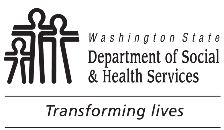 Washington State
Department of Social
& Health Services
Transforming lives